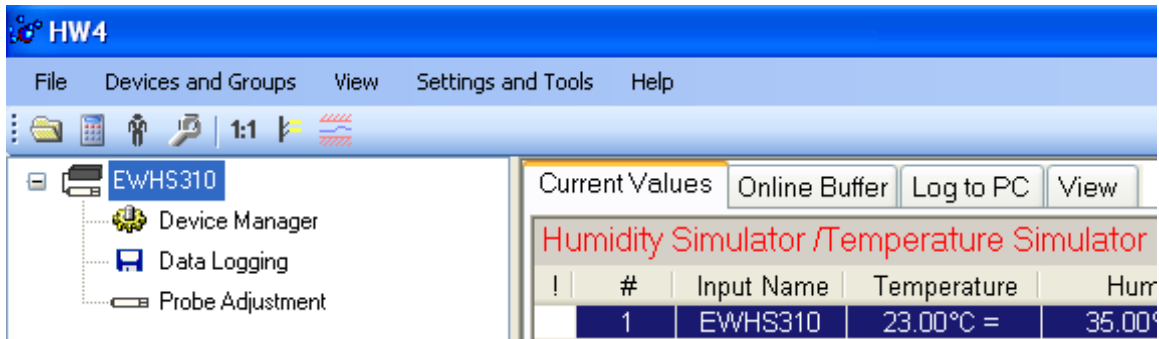 HW4
File Devices and Groups View Settings and Tools Help
1:1
EWHS310
Device Manager
Data Logging
Probe Adjustment
Current Values Online Buffer Log to PC View
Humidity Simulator /Temperature Simulator
! # Input Name Temperature Hum
1 EWHS310 23.00°C = 35.00°